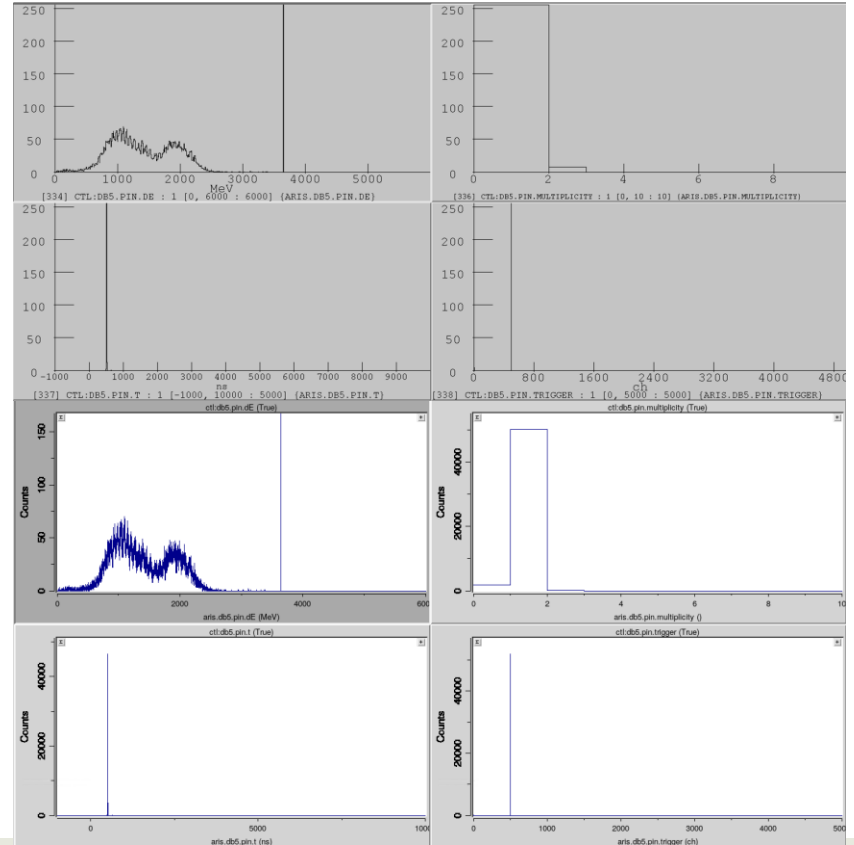 250
200
150
100
50
0
0 1000 2000 3000 4000 5000
MeV
[334] CTL:DB5.PIN.DE : 1 [0, 6000 : 6000] {ARIS.DB5.PIN.DE}
250
200
150
100
50
0
0 2 4 6 8
[336] CTL:DB5.PIN.MULTIPLICITY : 1 [0, 10 : 10] {ARIS.DB5.PIN.MULTIPLICITY}
250
200
150
100
50
0
-1000 0 1000 2000 3000 4000 5000 6000 7000 8000 9000
ns
[337] CTL:DB5.PIN.T : 1 [-1000, 10000 : 5000] {ARIS.DB5.PIN.T}
250
200
150
100
50
0
0 800 1600 2400 3200 4000 4800
ch
[338] CTL:DB5.PIN.TRIGGER : 1 [0, 5000 : 5000] {ARIS.DB5.PIN.TRIGGER}
ctl:db5.pin.dE (True)
Counts
150
100
50
0
0 2000 4000 6000
aris.db5.pin.dE (MeV)
ctl:db5.pin.multiplicity (True)
Counts
40000
20000
0
0 2 4 6 8 10
aris.db5.pin.multiplicity ()
ctl:db5.pin.t (True)
Counts
40000
20000
0
0 5000 1000
aris.db5.pin.t (ns)
ctl:db5.pin.trigger (True)
Counts
40000
20000
0
0 1000 2000 3000 4000 5000
aris.db5.pin.trigger (ch)